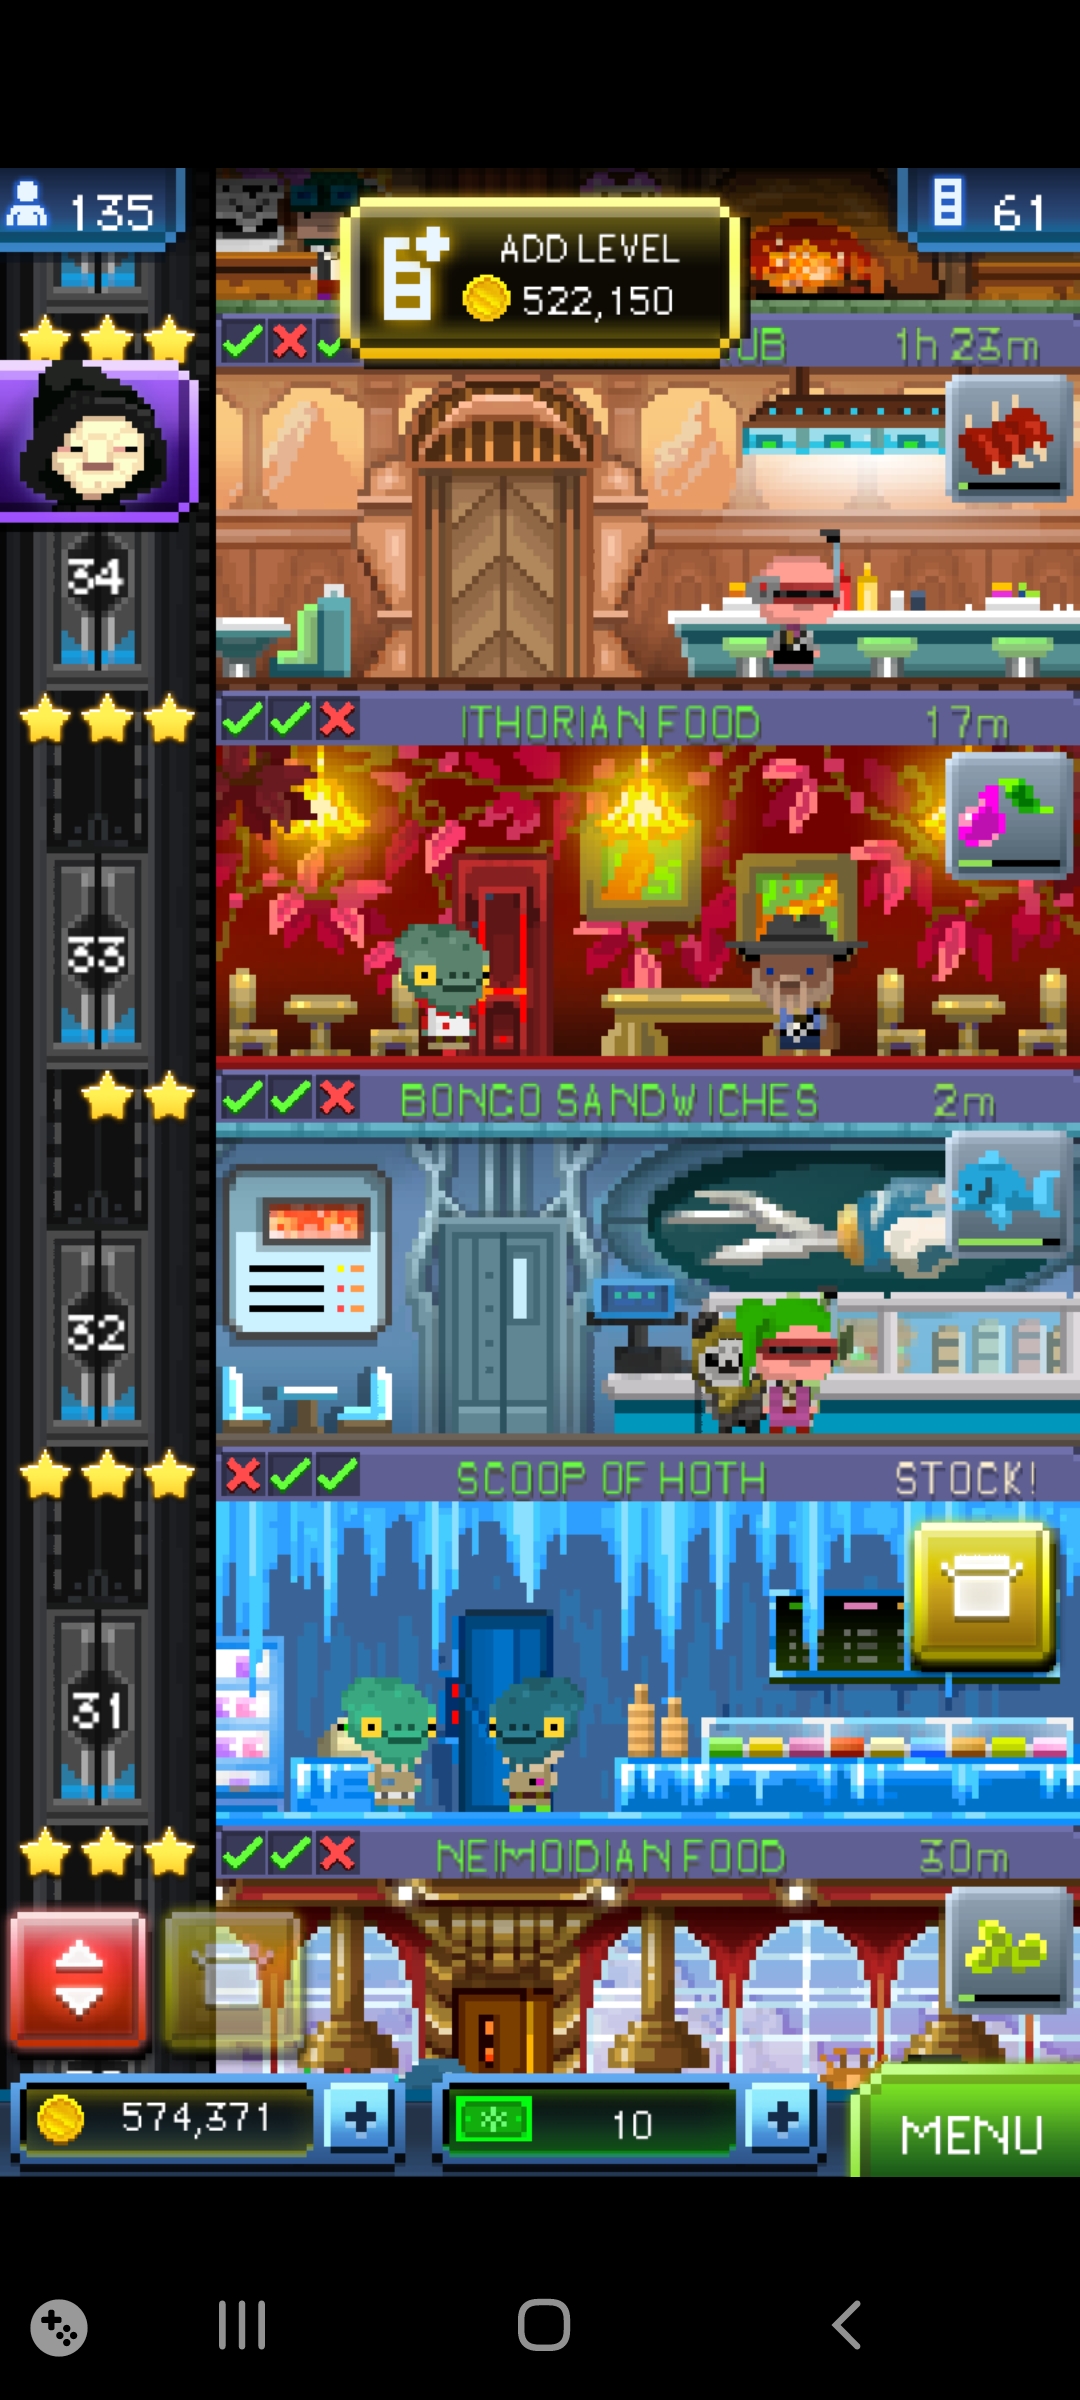 135
61
ADD LEVEL
522,150
UB 1h 23m
34
ITHORIAN FOOD 17m
33
BONGO SANDWICHES 2m
32
SCOOP OF HOTH STOCK!
31
NEIMOIDIAN FOOD 30m
574,371
10
MENU